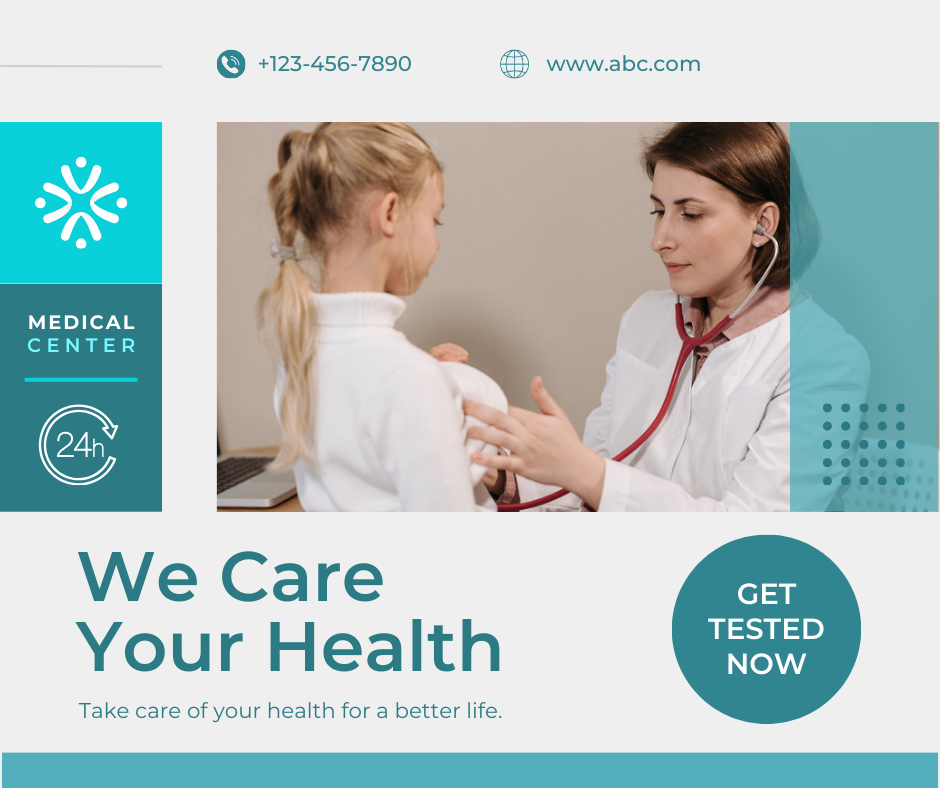 +123-456-7890
www.abc.com
MEDICAL
CENTER
24h
We Care
Your Health
Take care of your health for a better life.
GET
TESTED
NOW